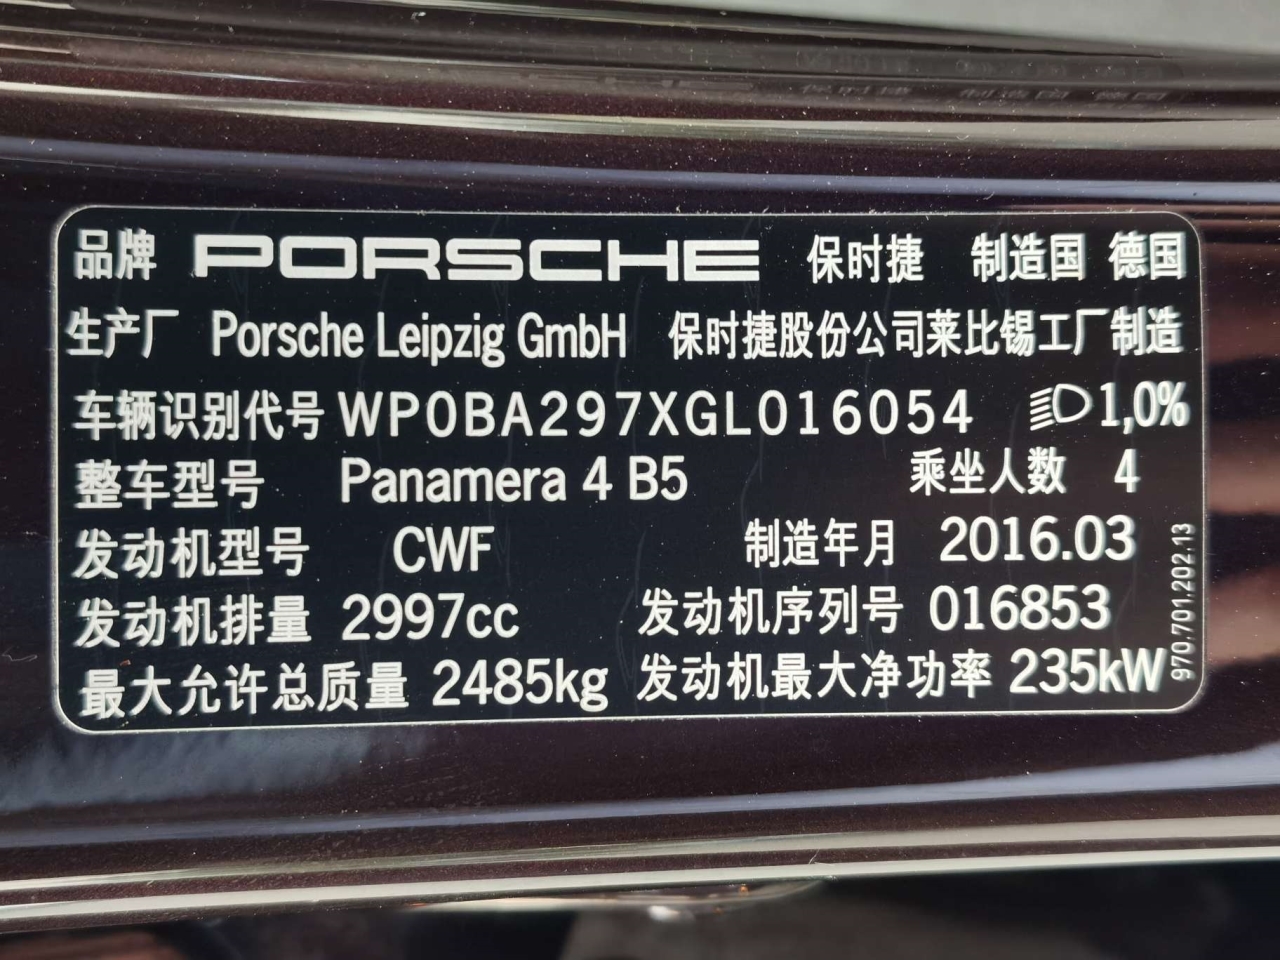 品牌 PORSCHE 保时捷 制造国 德国
生产厂 Porsche Leipzig GmbH 保时捷股份公司莱比锡工厂制造
车辆识别代号 WP0BA297XGL016054 1,0%
整车型号 Panamera 4 B5 乘坐人数 4
发动机型号 CWF 制造年月 2016.03
发动机排量 2997cc 发动机序列号 016853
最大允许总质量 2485kg 发动机最大净功率 235kW
970.701.202.13